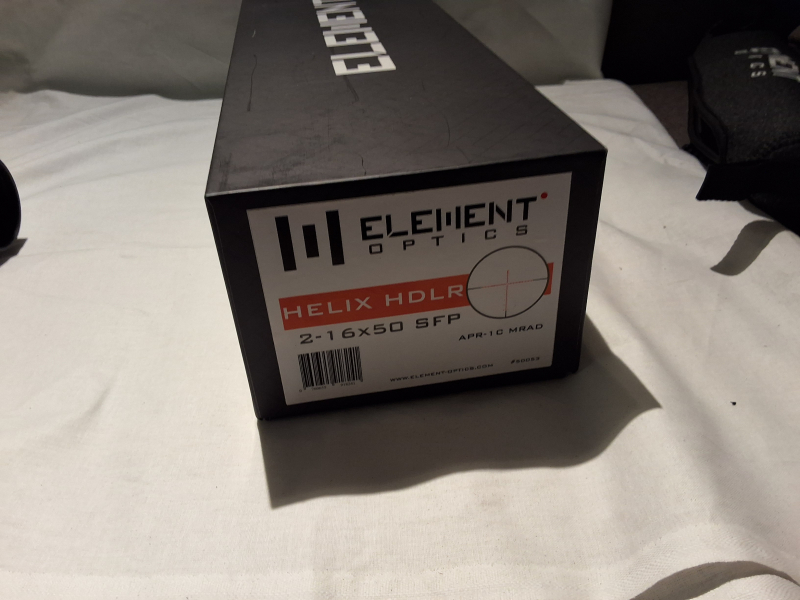 ELEMENT
ELEMENT
OPTICS
HELIX HDLR
2-16x50 SFP
APR-1C MRAD
WWW.ELEMENT-OPTICS.COM